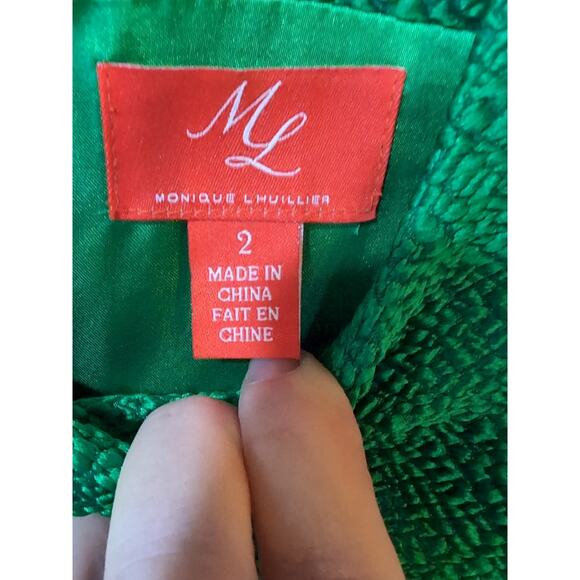 ML
MONIQUE LHUILLIER
2
MADE IN
CHINA
FAIT EN
CHINE